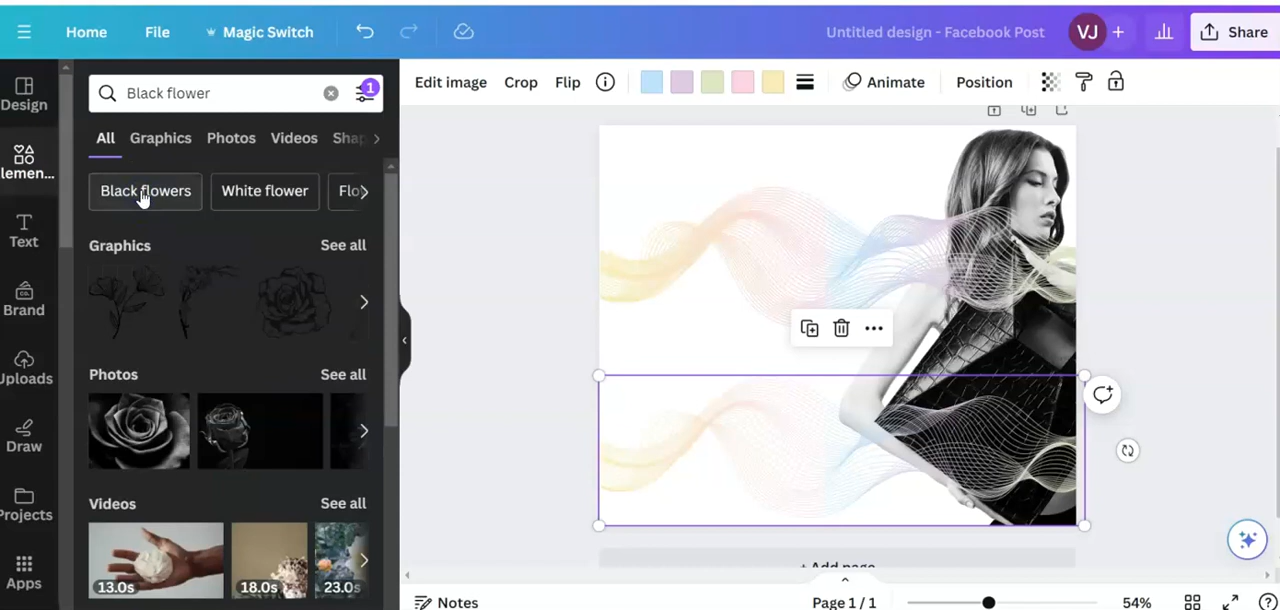 Home File Magic Switch Untitled design - Facebook Post VJ + Share
Design
Elemen...
Text
Brand
Uploads
Draw
Projects
Apps
Black flower
1
All Graphics Photos Videos
Black flowers White flower
Graphics See all
Photos See all
Videos See all
13.0s 18.0s 23.0s
Edit image Crop Flip Animate Position
+ Add page
Notes Page 1 / 1 54%